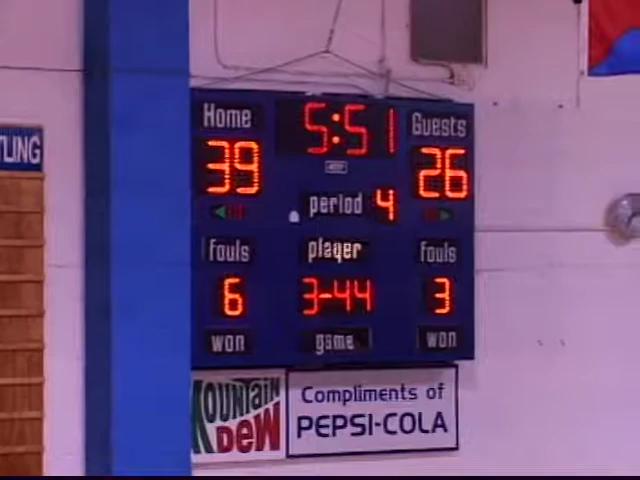 TLING
Home 5:51 Guests
39 26
period 4
fouls player fouls
6 3-44 3
won game won
MOUNTAIN
DEW
Compliments of
PEPSI-COLA